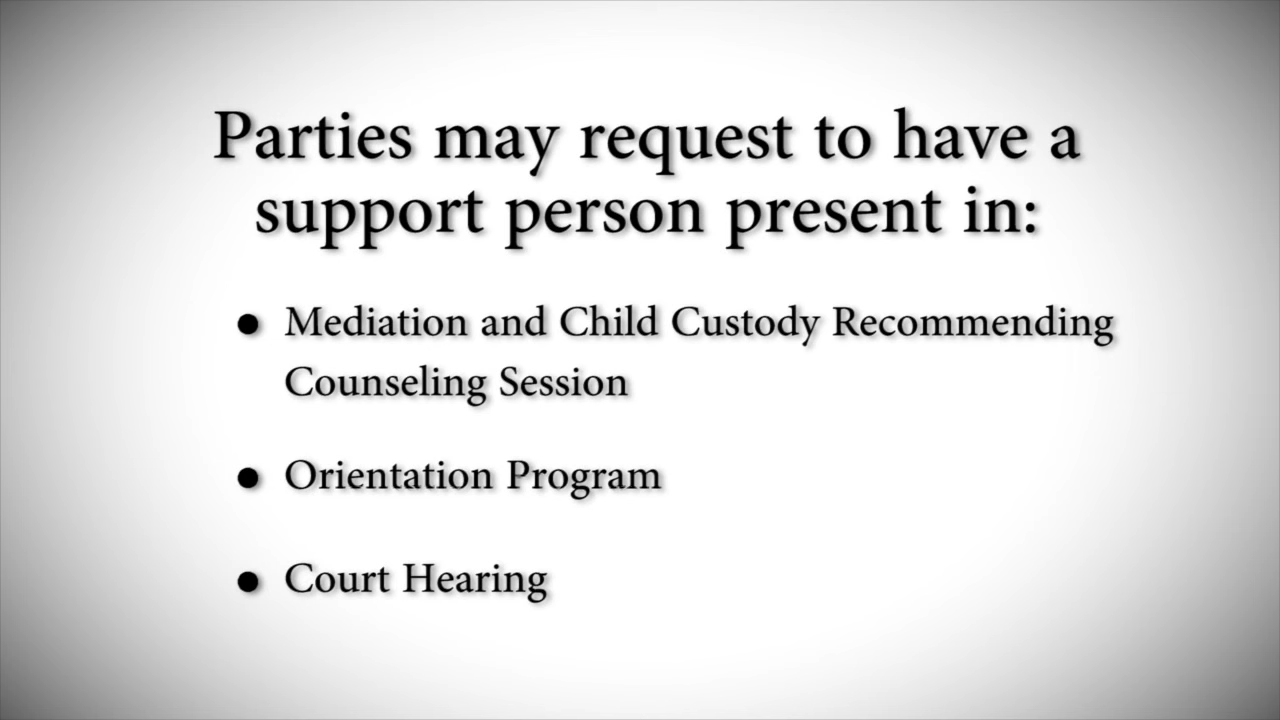 Parties may request to have a
support person present in:
• Mediation and Child Custody Recommending
Counseling Session
• Orientation Program
• Court Hearing